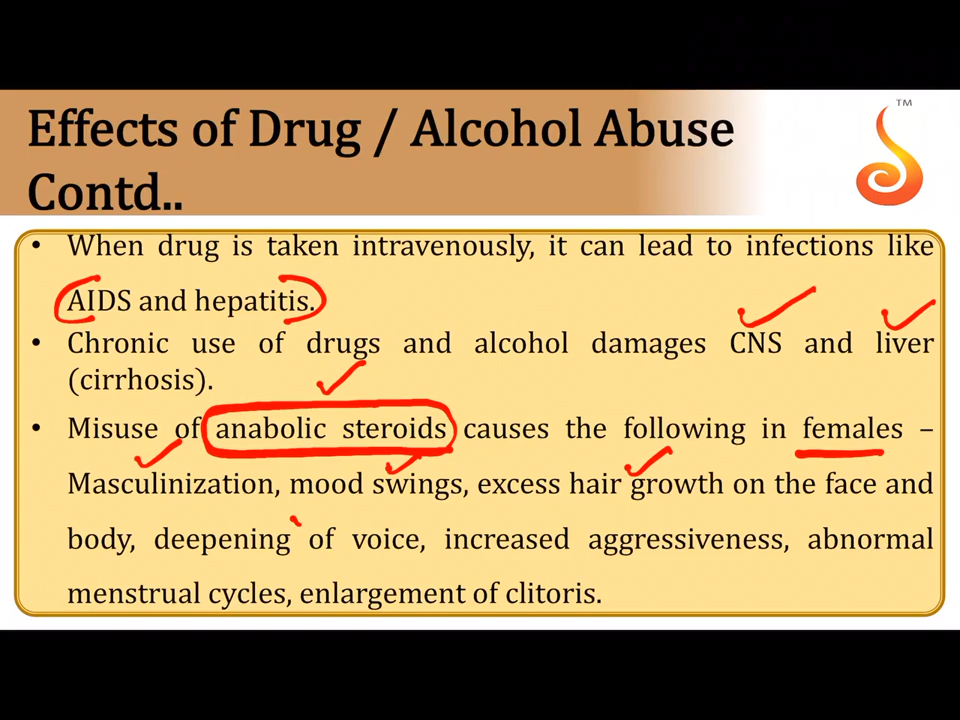 Effects of Drug / Alcohol Abuse
Contd..
TM
• When drug is taken intravenously, it can lead to infections like
AIDS and hepatitis.
• Chronic use of drugs and alcohol damages CNS and liver
(cirrhosis).
• Misuse of anabolic steroids causes the following in females –
Masculinization, mood swings, excess hair growth on the face and
body, deepening of voice, increased aggressiveness, abnormal
menstrual cycles, enlargement of clitoris.